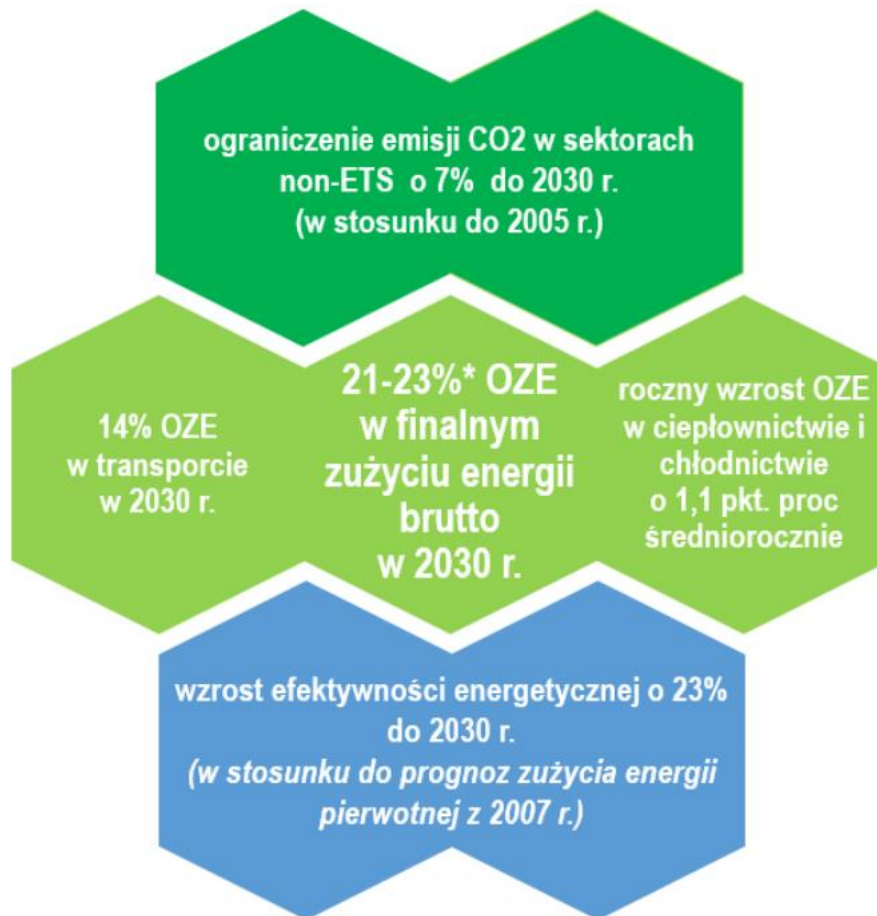 ograniczenie emisji CO2 w sektorach
non-ETS o 7% do 2030 r.
(w stosunku do 2005 r.)
14% OZE
w transporcie
w 2030 r.
21-23%* OZE
w finalnym
zużyciu energii
brutto
w 2030 r.
roczny wzrost OZE
w ciepłownictwie i
chłodnictwie
o 1,1 pkt. proc
średniorocznie
wzrost efektywności energetycznej o 23%
do 2030 r.
(w stosunku do prognoz zużycia energii
pierwotnej z 2007 r.)